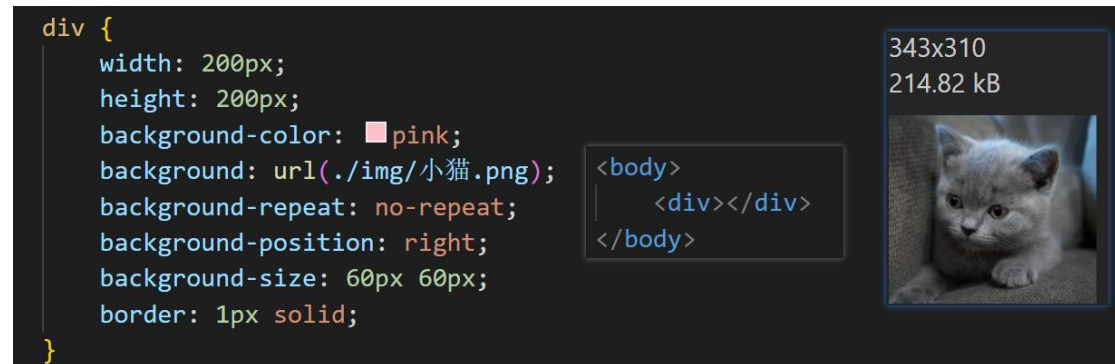 div {
width: 200px;
height: 200px;
background-color: pink;
background: url(./img/小猫.png);
background-repeat: no-repeat;
background-position: right;
background-size: 60px 60px;
border: 1px solid;
}
<body>
<div></div>
</body>
343x310
214.82 kB